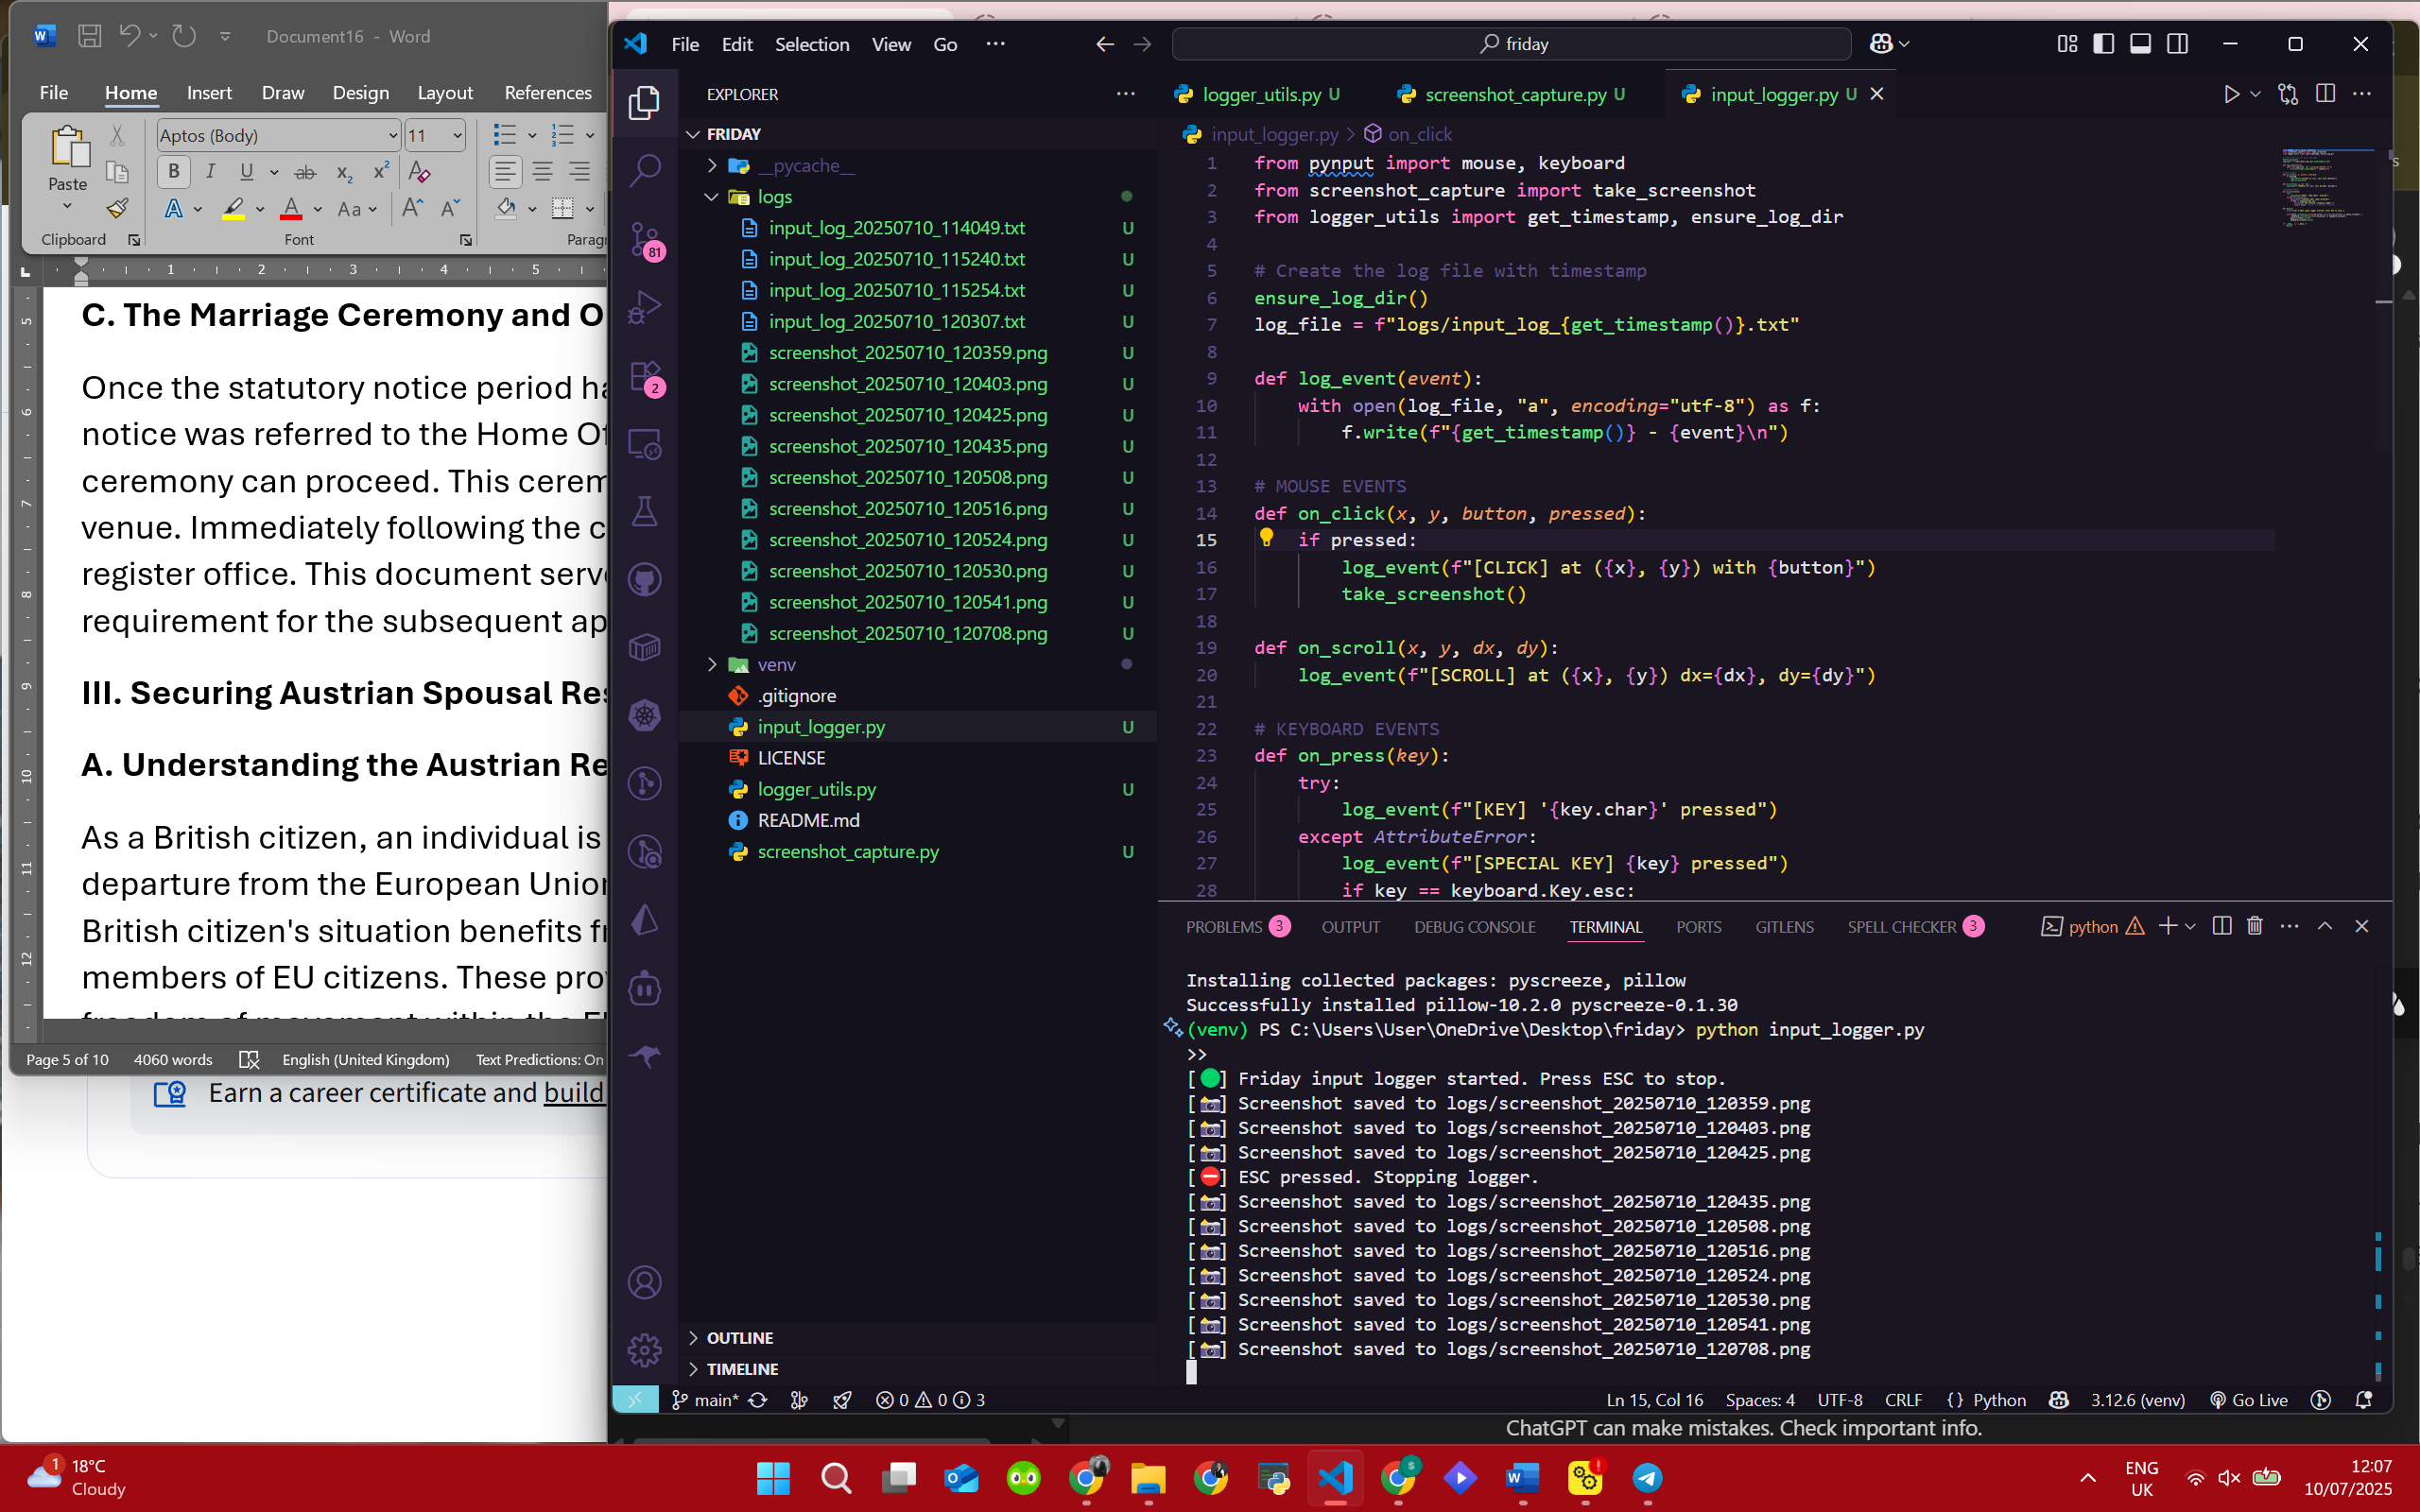 Document16 - Word
File Home Insert Draw Design Layout References
Paste
Aptos (Body) 11
B I U ab x₂ x²
A A Aa A A
Clipboard Font
1 2 3 4 5
C. The Marriage Ceremony and O
Once the statutory notice period
notice was referred to the Home Of
ceremony can proceed. This cerem
venue. Immediately following the c
register office. This document serv
requirement for the subsequent ap
III. Securing Austrian Spousal Res
A. Understanding the Austrian Re
As a British citizen, an individual is
departure from the European Union
British citizen's situation benefits f
members of EU citizens. These prov
Page 5 of 10 4060 words English (United Kingdom) Text Predictions: On
Earn a career certificate and build
File Edit Selection View Go ··· friday
EXPLORER ···
FRIDAY
__pycache__
logs
input_log_20250710_114049.txt U
input_log_20250710_115240.txt U
input_log_20250710_115254.txt U
input_log_20250710_120307.txt U
screenshot_20250710_120359.png U
screenshot_20250710_120403.png U
screenshot_20250710_120425.png U
screenshot_20250710_120435.png U
screenshot_20250710_120508.png U
screenshot_20250710_120516.png U
screenshot_20250710_120524.png U
screenshot_20250710_120530.png U
screenshot_20250710_120541.png U
screenshot_20250710_120708.png U
venv
.gitignore
input_logger.py U
LICENSE
logger_utils.py U
README.md
screenshot_capture.py U
OUTLINE
TIMELINE
81
2
logger_utils.py U screenshot_capture.py U input_logger.py U
input_logger.py > on_click
1 from pynput import mouse, keyboard
2 from screenshot_capture import take_screenshot
3 from logger_utils import get_timestamp, ensure_log_dir
4
5 # Create the log file with timestamp
6 ensure_log_dir()
7 log_file = f"logs/input_log_{get_timestamp()}.txt"
8
9 def log_event(event):
10 with open(log_file, "a", encoding="utf-8") as f:
11 f.write(f"{get_timestamp()} - {event}\n")
12
13 # MOUSE EVENTS
14 def on_click(x, y, button, pressed):
15 if pressed:
16 log_event(f"[CLICK] at ({x}, {y}) with {button}")
17 take_screenshot()
18
19 def on_scroll(x, y, dx, dy):
20 log_event(f"[SCROLL] at ({x}, {y}) dx={dx}, dy={dy}")
21
22 # KEYBOARD EVENTS
23 def on_press(key):
24 try:
25 log_event(f"[KEY] '{key.char}' pressed")
26 except AttributeError:
27 log_event(f"[SPECIAL KEY] {key} pressed")
28 if key == keyboard.Key.esc:
PROBLEMS 3 OUTPUT DEBUG CONSOLE TERMINAL PORTS GITLENS SPELL CHECKER 3 python
Installing collected packages: pyscreeze, pillow
Successfully installed pillow-10.2.0 pyscreeze-0.1.30
(venv) PS C:\Users\User\OneDrive\Desktop\friday> python input_logger.py
>>
[🟢] Friday input logger started. Press ESC to stop.
[📸] Screenshot saved to logs/screenshot_20250710_120359.png
[📸] Screenshot saved to logs/screenshot_20250710_120403.png
[📸] Screenshot saved to logs/screenshot_20250710_120425.png
[⛔] ESC pressed. Stopping logger.
[📸] Screenshot saved to logs/screenshot_20250710_120435.png
[📸] Screenshot saved to logs/screenshot_20250710_120508.png
[📸] Screenshot saved to logs/screenshot_20250710_120516.png
[📸] Screenshot saved to logs/screenshot_20250710_120524.png
[📸] Screenshot saved to logs/screenshot_20250710_120530.png
[📸] Screenshot saved to logs/screenshot_20250710_120541.png
[📸] Screenshot saved to logs/screenshot_20250710_120708.png
main* 0 0 3 Ln 15, Col 16 Spaces: 4 UTF-8 CRLF {} Python 3.12.6 (venv) Go Live
ChatGPT can make mistakes. Check important info.
1 18°C
Cloudy
ENG
UK
12:07
10/07/2025